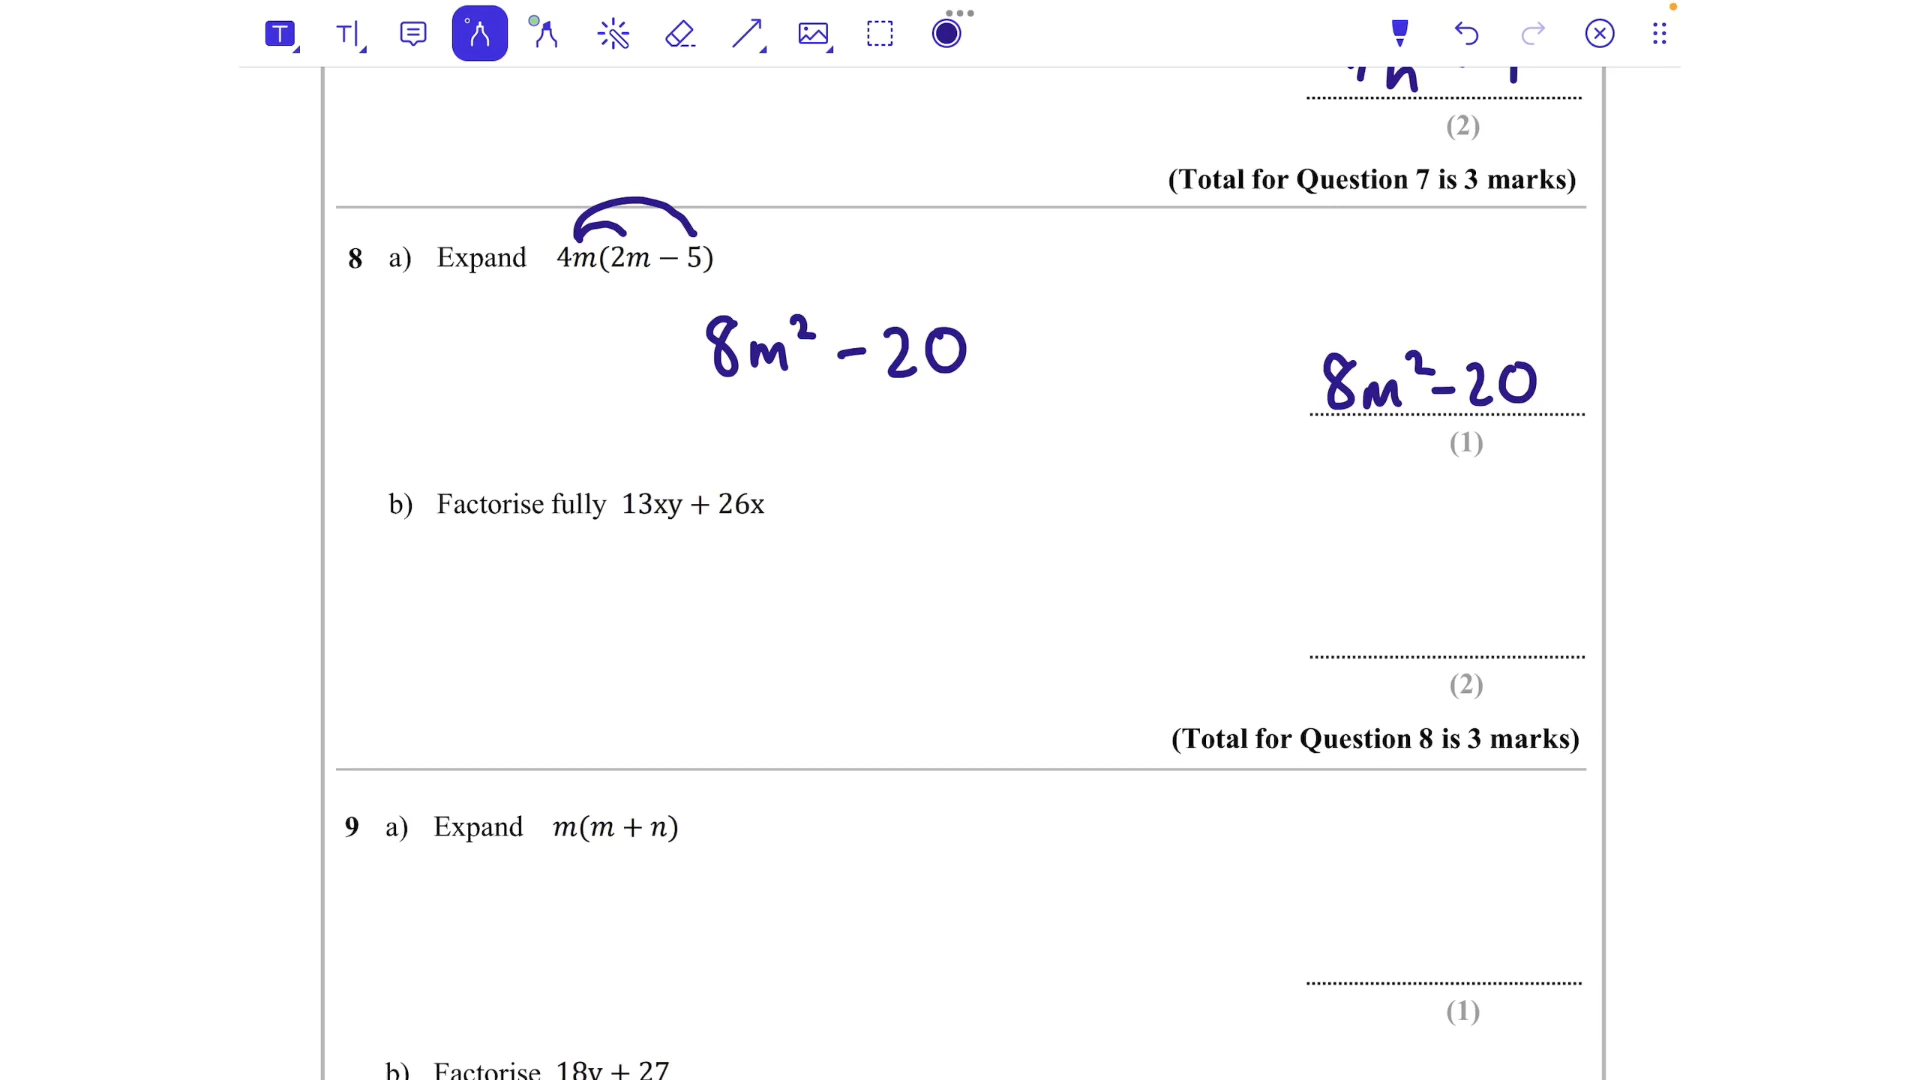 T T|
(2)
(Total for Question 7 is 3 marks)
8 a) Expand 4m(2m − 5)
8m² − 20
8m² − 20
(1)
b) Factorise fully 13xy + 26x
(2)
(Total for Question 8 is 3 marks)
9 a) Expand m(m + n)
(1)
b) Factorise 18y + 27